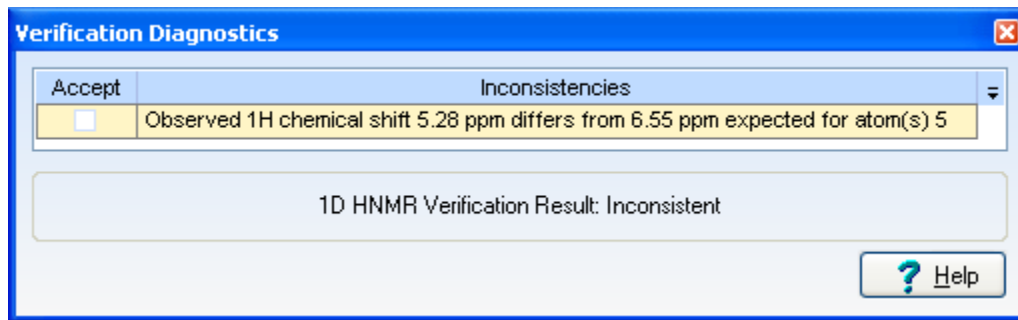 Verification Diagnostics
Accept Inconsistencies
Observed 1H chemical shift 5.28 ppm differs from 6.55 ppm expected for atom(s) 5
1D HNMR Verification Result: Inconsistent
? Help